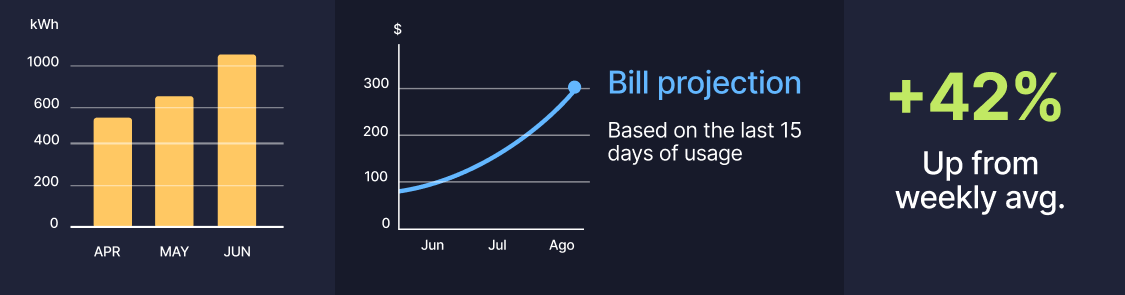 kWh
1000
600
400
200
0
APR MAY JUN
$
300
200
100
0
Jun Jul Ago
Bill projection
Based on the last 15
days of usage
+42%
Up from
weekly avg.